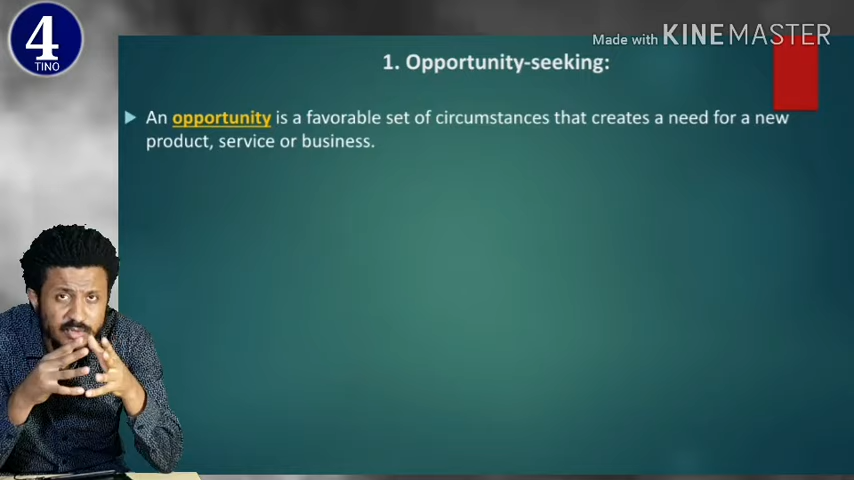 4
TINO
Made with KINEMASTER
1. Opportunity-seeking:
An opportunity is a favorable set of circumstances that creates a need for a new
product, service or business.